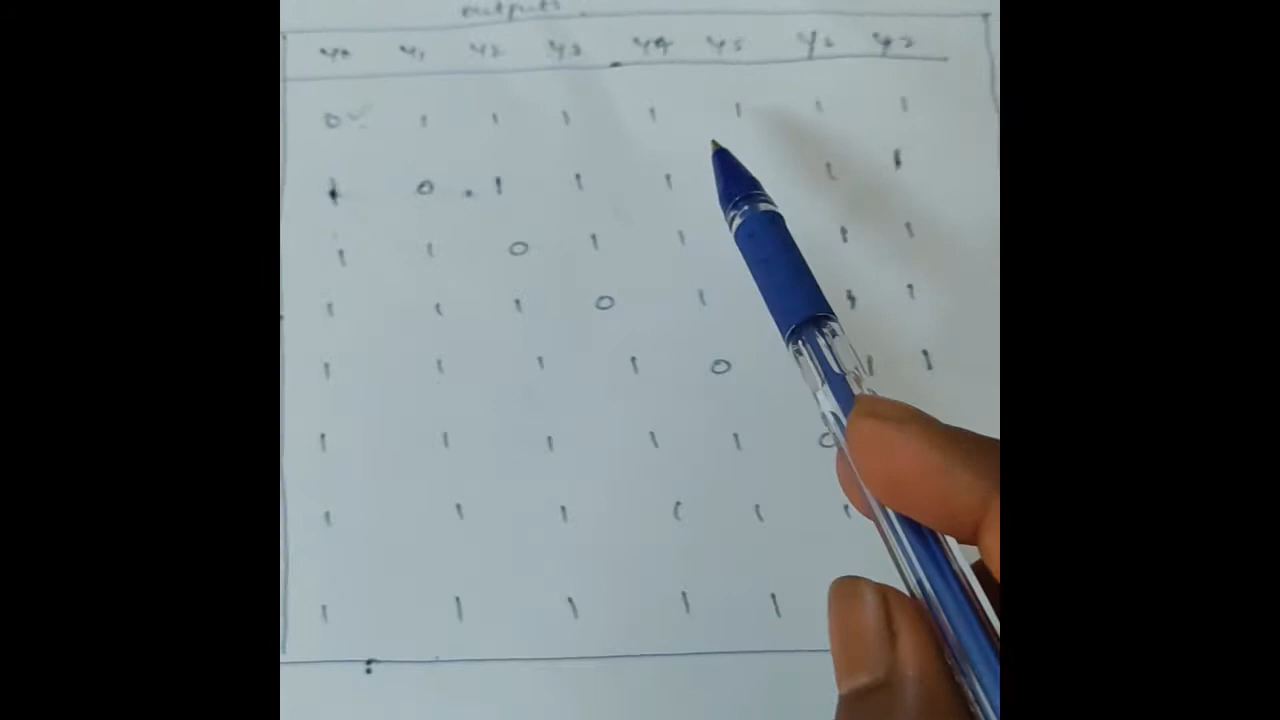 outputs
Y0 Y1 Y2 Y3 Y4 Y5 Y6 Y7
0 1 1 1 1 1 1 1
1 0 1 1 1 1 1
1 1 0 1 1 1 1
1 1 1 0 1 1 1
1 1 1 1 0 1 1
1 1 1 1 1 0
1 1 1 1 1 1
1 1 1 1 1